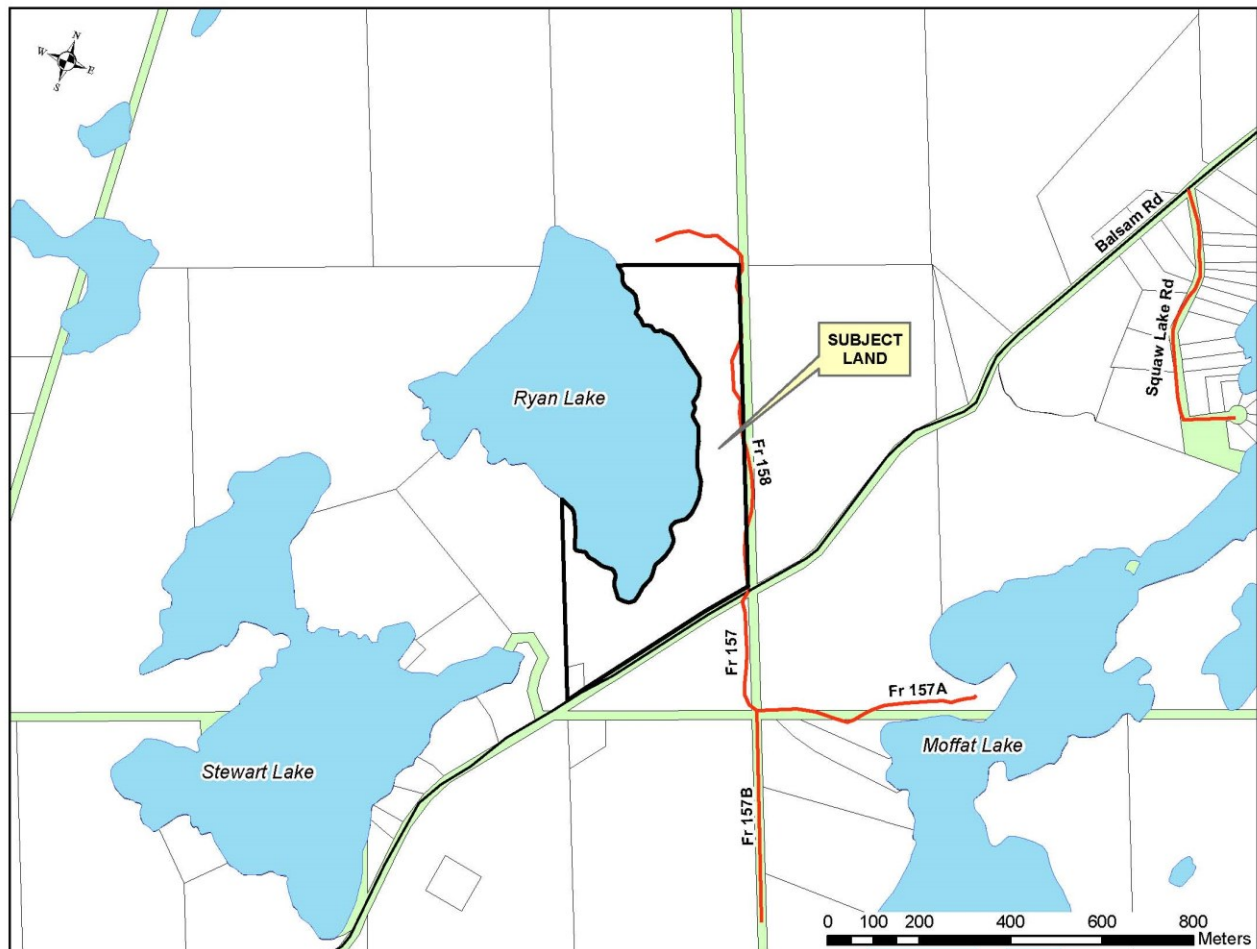 N
W
E
S
Balsam Rd
Squaw Lake Rd
SUBJECT
LAND
Ryan Lake
Fr 158
Fr 157
Fr 157A
Moffat Lake
Stewart Lake
Fr 157B
0 100 200 400 600 800
Meters